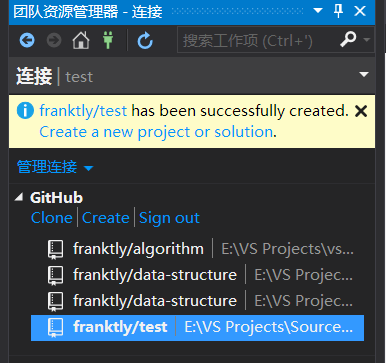 团队资源管理器 - 连接
搜索工作项 (Ctrl+')
连接 | test
franktly/test has been successfully created.
Create a new project or solution.
管理连接
GitHub
Clone | Create | Sign out
franktly/algorithm | E:\VS Projects\vs...
franktly/data-structure | E:\VS Projec...
franktly/data-structure | E:\VS Projec...
franktly/test | E:\VS Projects\Source...